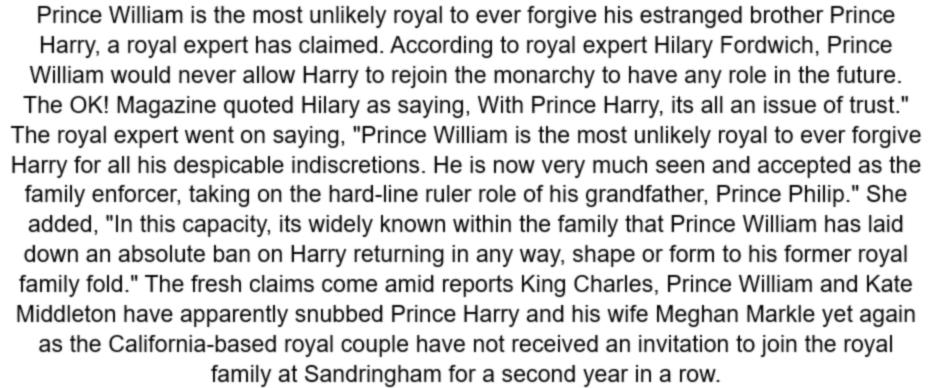 Prince William is the most unlikely royal to ever forgive his estranged brother Prince
Harry, a royal expert has claimed. According to royal expert Hilary Fordwich, Prince
William would never allow Harry to rejoin the monarchy to have any role in the future.
The OK! Magazine quoted Hilary as saying, With Prince Harry, its all an issue of trust."
The royal expert went on saying, "Prince William is the most unlikely royal to ever forgive
Harry for all his despicable indiscretions. He is now very much seen and accepted as the
family enforcer, taking on the hard-line ruler role of his grandfather, Prince Philip." She
added, "In this capacity, its widely known within the family that Prince William has laid
down an absolute ban on Harry returning in any way, shape or form to his former royal
family fold." The fresh claims come amid reports King Charles, Prince William and Kate
Middleton have apparently snubbed Prince Harry and his wife Meghan Markle yet again
as the California-based royal couple have not received an invitation to join the royal
family at Sandringham for a second year in a row.